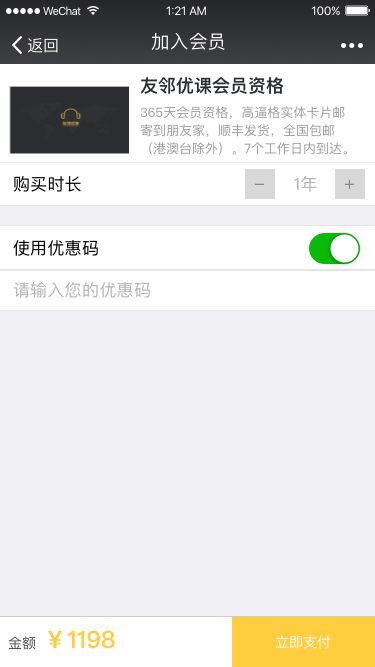 WeChat
1:21 AM
100%
返回
加入会员
•••
友邻优课会员资格
365天会员资格，高逼格实体卡片邮
寄到朋友家，顺丰发货，全国包邮
（港澳台除外）。7个工作日内到达。
购买时长
− 1年 +
使用优惠码
请输入您的优惠码
金额 ¥ 1198
立即支付